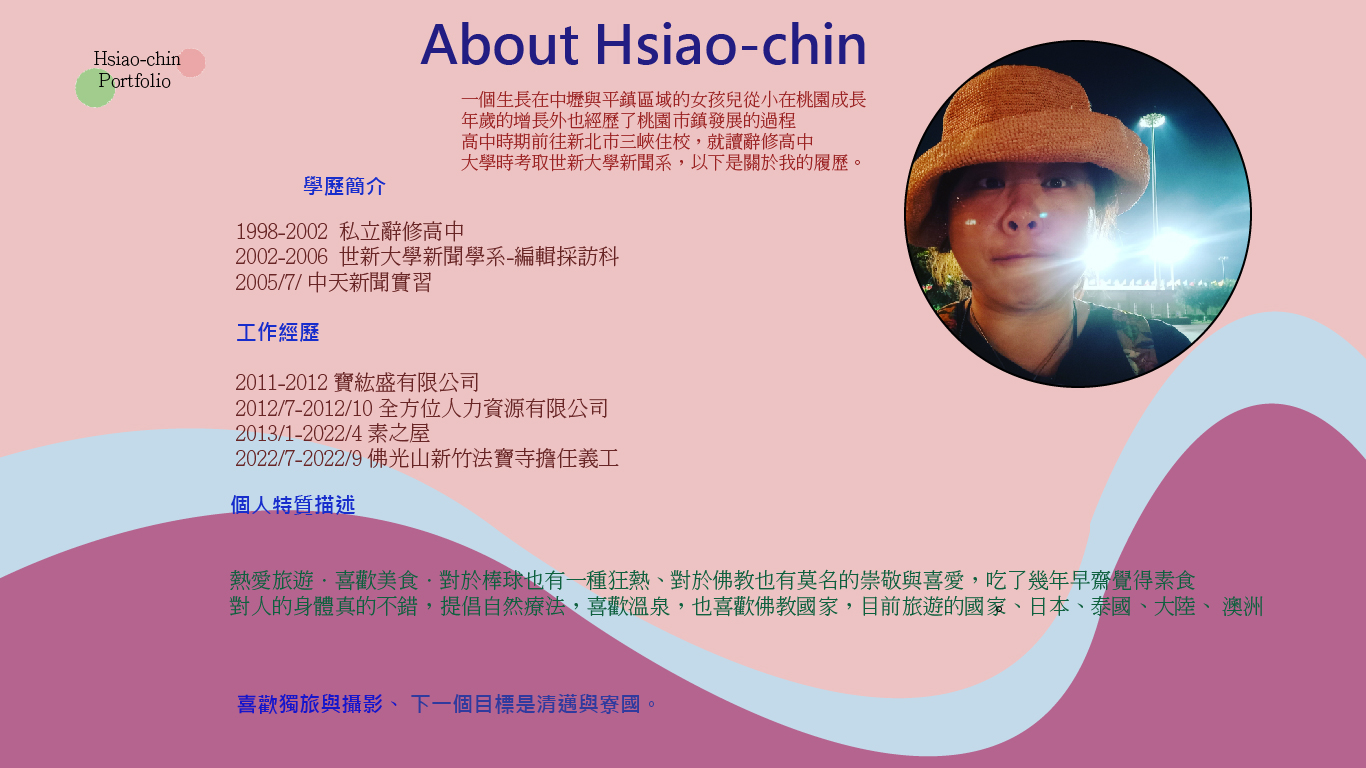 About Hsiao-chin
Hsiao-chin
Portfolio
一個生長在中壢與平鎮區域的女孩兒從小在桃園成長
年歲的增長外也經歷了桃園市鎮發展的過程
高中時期前往新北市三峽住校，就讀辭修高中
大學時考取世新大學新聞系，以下是關於我的履歷。
學歷簡介
1998-2002 私立辭修高中
2002-2006 世新大學新聞學系-編輯採訪科
2005/7/ 中天新聞實習
工作經歷
2011-2012 寶紘盛有限公司
2012/7-2012/10 全方位人力資源有限公司
2013/1-2022/4 素之屋
2022/7-2022/9 佛光山新竹法寶寺擔任義工
個人特質描述
熱愛旅遊．喜歡美食．對於棒球也有一種狂熱、對於佛教也有莫名的崇敬與喜愛，吃了幾年早齋覺得素食
對人的身體真的不錯，提倡自然療法，喜歡溫泉，也喜歡佛教國家，目前旅遊的國家、日本、泰國、大陸、 澳洲
喜歡獨旅與攝影、 下一個目標是清邁與寮國。